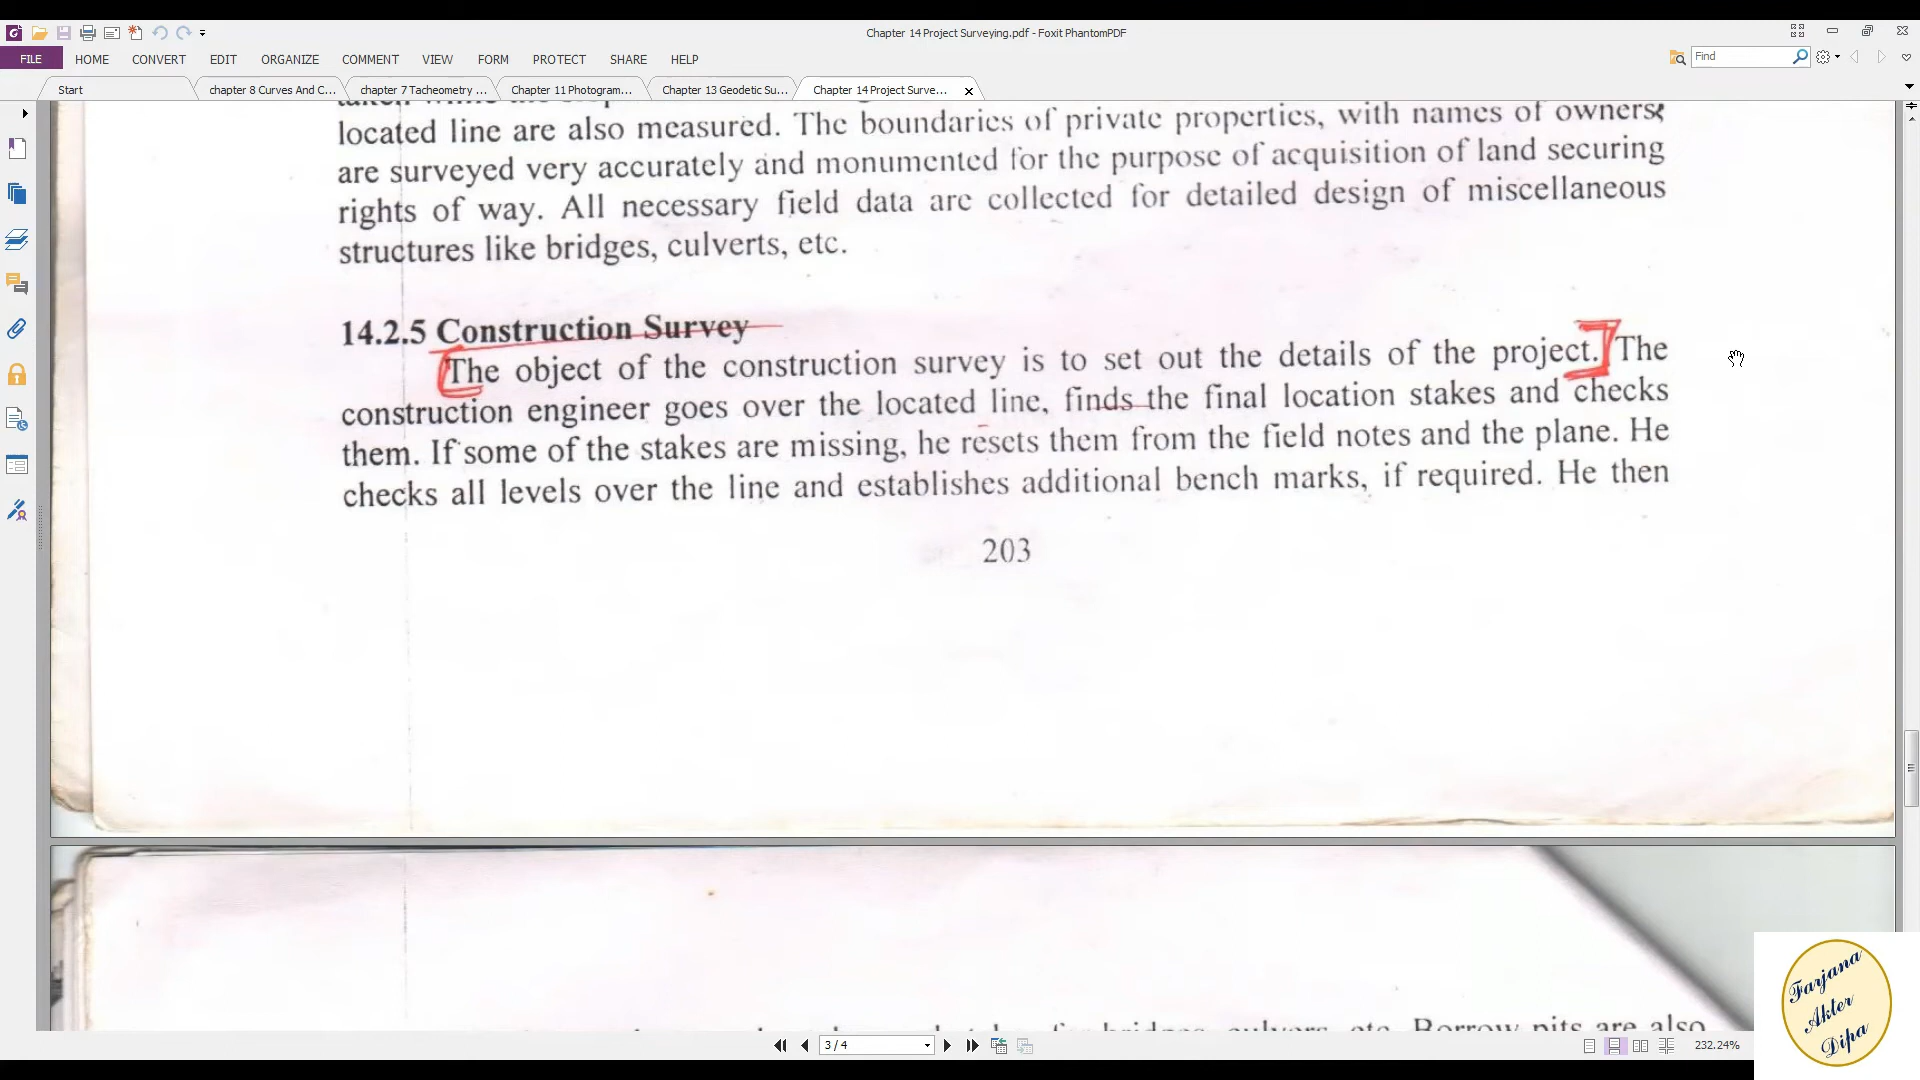 Chapter 14 Project Surveying.pdf - Foxit PhantomPDF
FILE HOME CONVERT EDIT ORGANIZE COMMENT VIEW FORM PROTECT SHARE HELP
Find
Start chapter 8 Curves And C... chapter 7 Tacheometry ... Chapter 11 Photogram... Chapter 13 Geodetic Su... Chapter 14 Project Surve...
located line are also measured. The boundaries of private properties, with names of owners,
are surveyed very accurately and monumented for the purpose of acquisition of land securing
rights of way. All necessary field data are collected for detailed design of miscellaneous
structures like bridges, culverts, etc.
14.2.5 Construction Survey
The object of the construction survey is to set out the details of the project. The
construction engineer goes over the located line, finds the final location stakes and checks
them. If some of the stakes are missing, he resets them from the field notes and the plane. He
checks all levels over the line and establishes additional bench marks, if required. He then
203
for bridges, culvers, etc. Borrow pits are also
3 / 4
232.24%
Farjana
Akter
Dipa